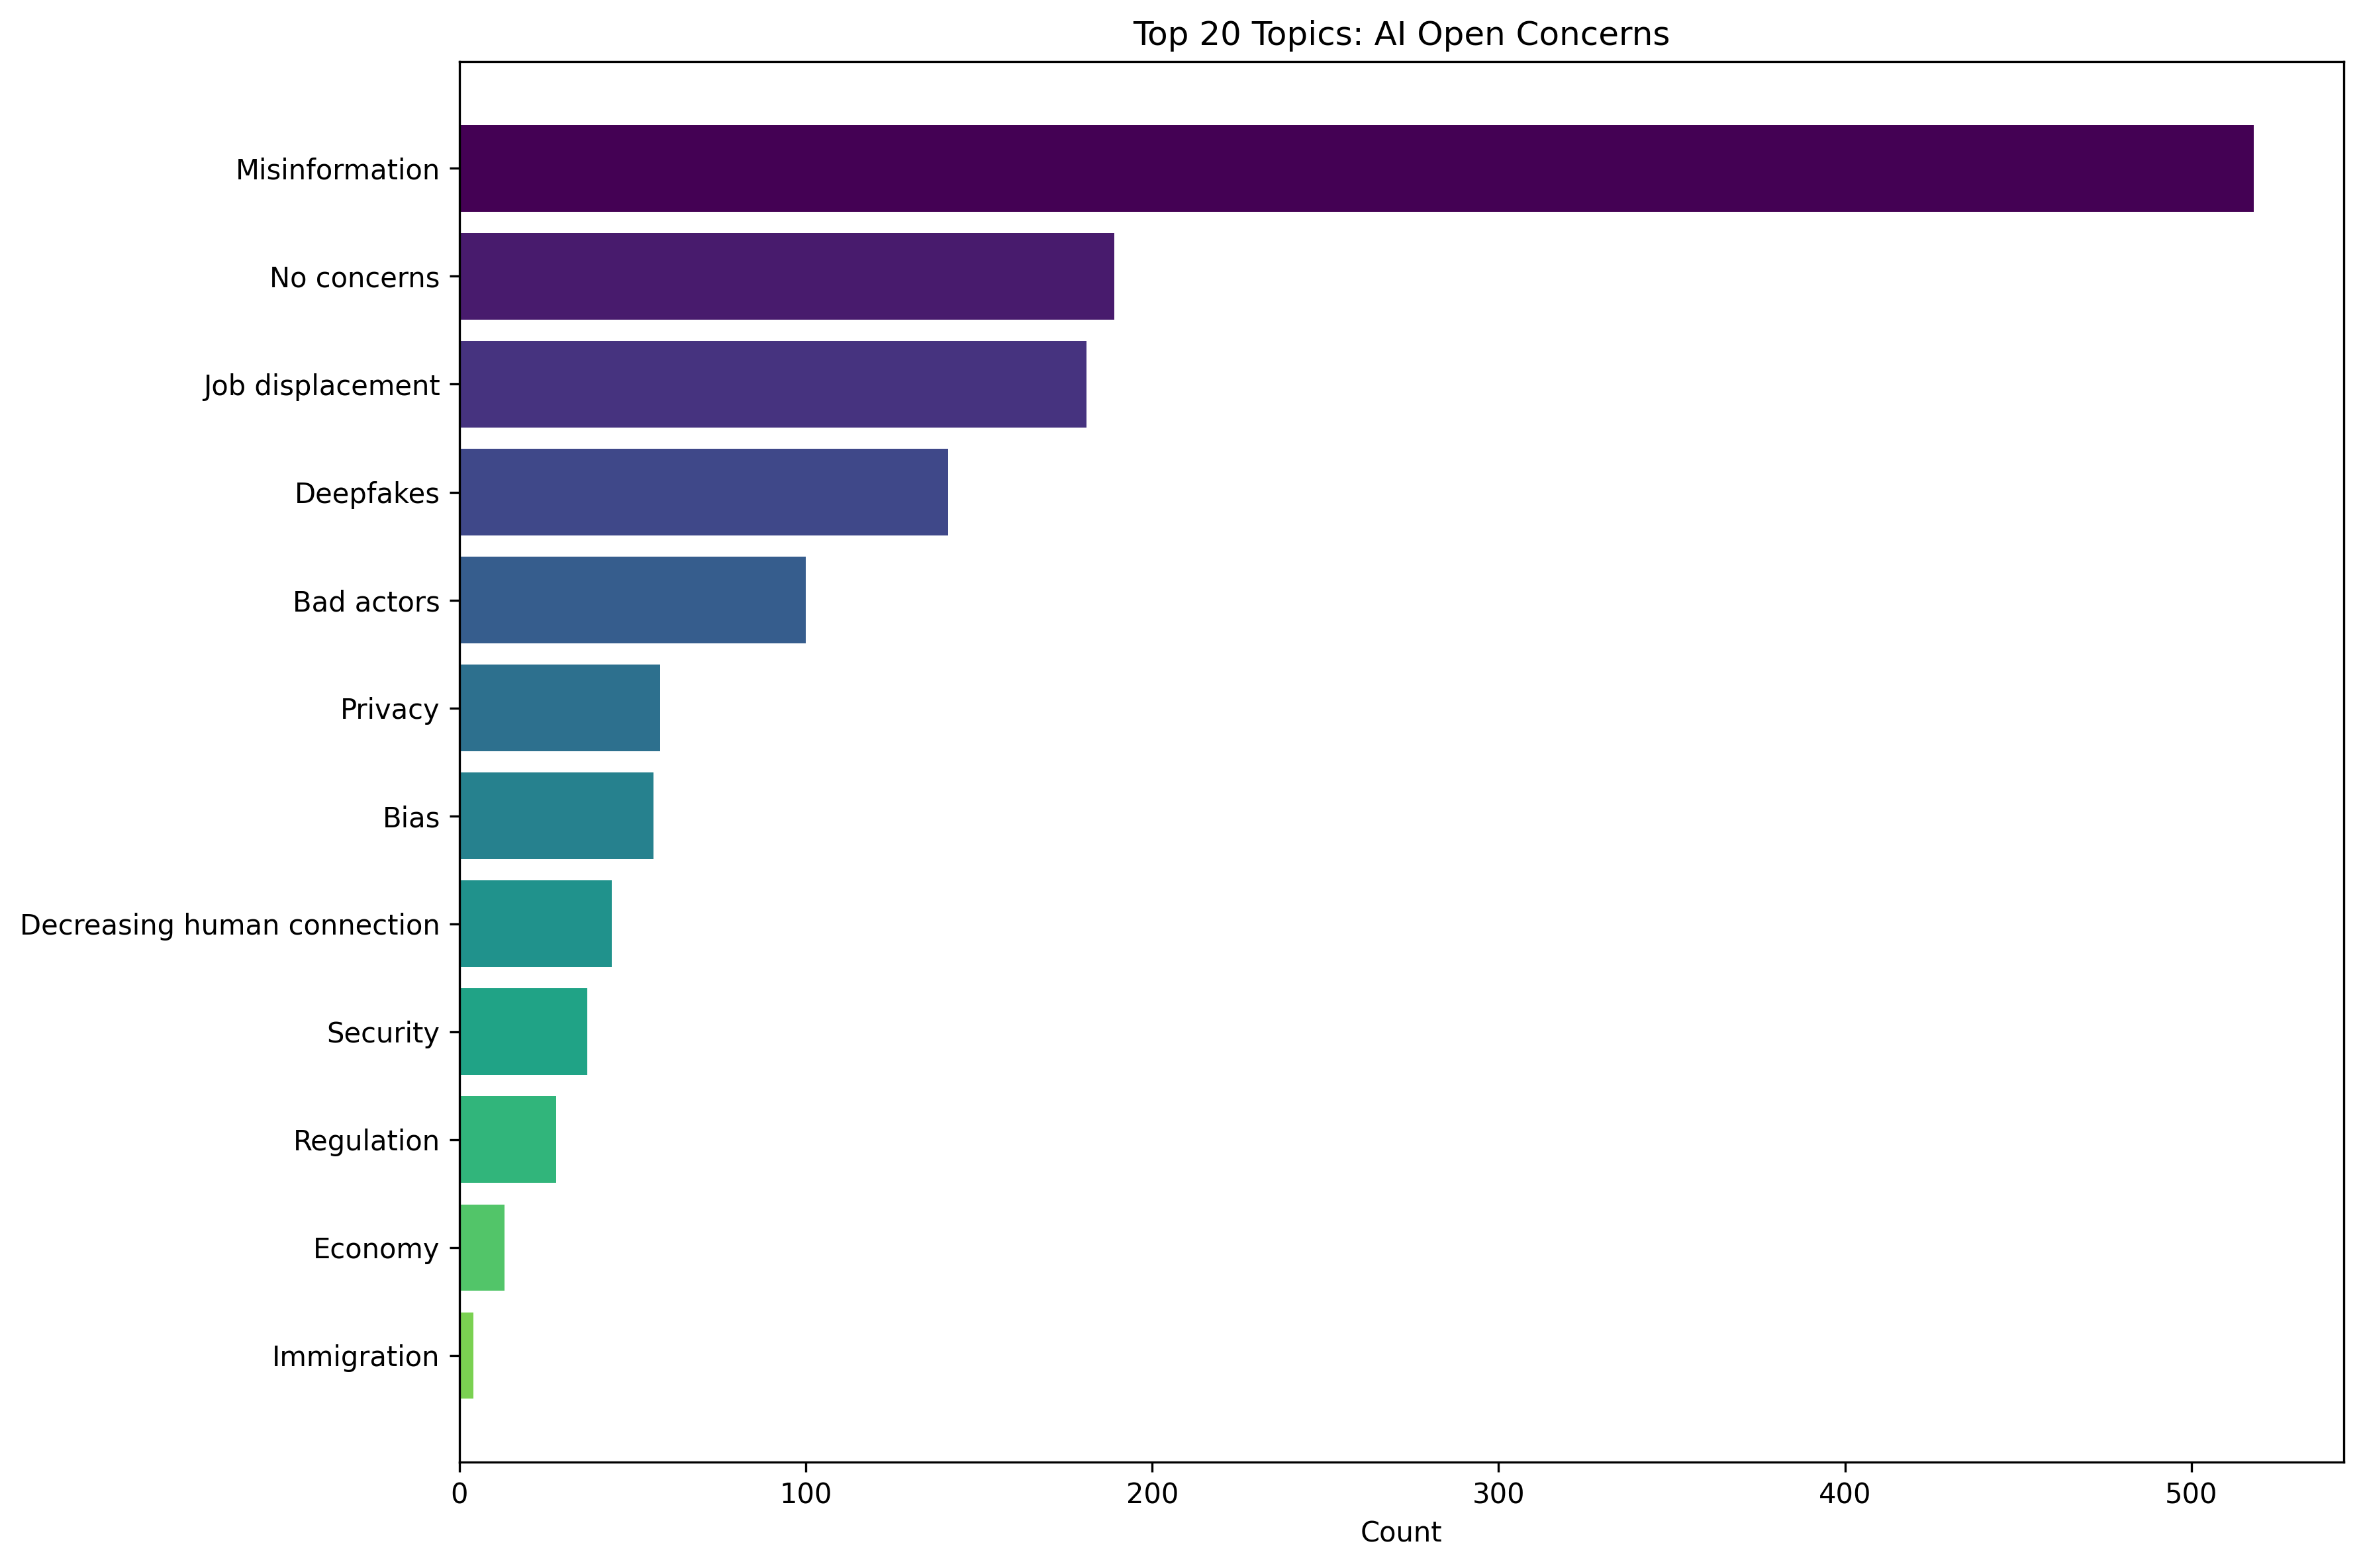 Top 20 Topics: AI Open Concerns
Misinformation
No concerns
Job displacement
Deepfakes
Bad actors
Privacy
Bias
Decreasing human connection
Security
Regulation
Economy
Immigration
0 100 200 300 400 500
Count